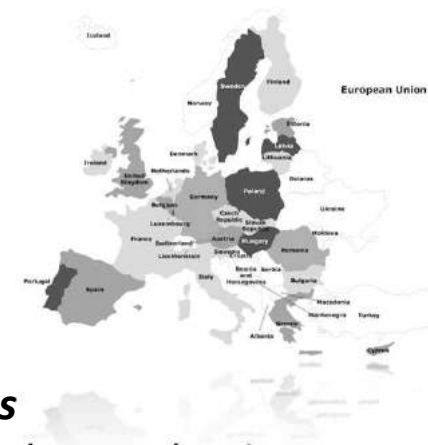 Iceland
Sweden
Finland
Norway
European Union
Estonia
Latvia
Lithuania
Denmark
Ireland
United
Kingdom
Netherlands
Belarus
Poland
Germany
Belgium
Luxembourg
Czech
Republic
Slovak
Republic
Ukraine
Moldova
France
Switzerland
Liechtenstein
Austria
Hungary
Slovenia
Croatia
Romania
Portugal
Spain
Italy
Bosnia
and
Herzegovina
Serbia
Bulgaria
Macedonia
Montenegro
Turkey
Albania
Greece
Cyprus
s